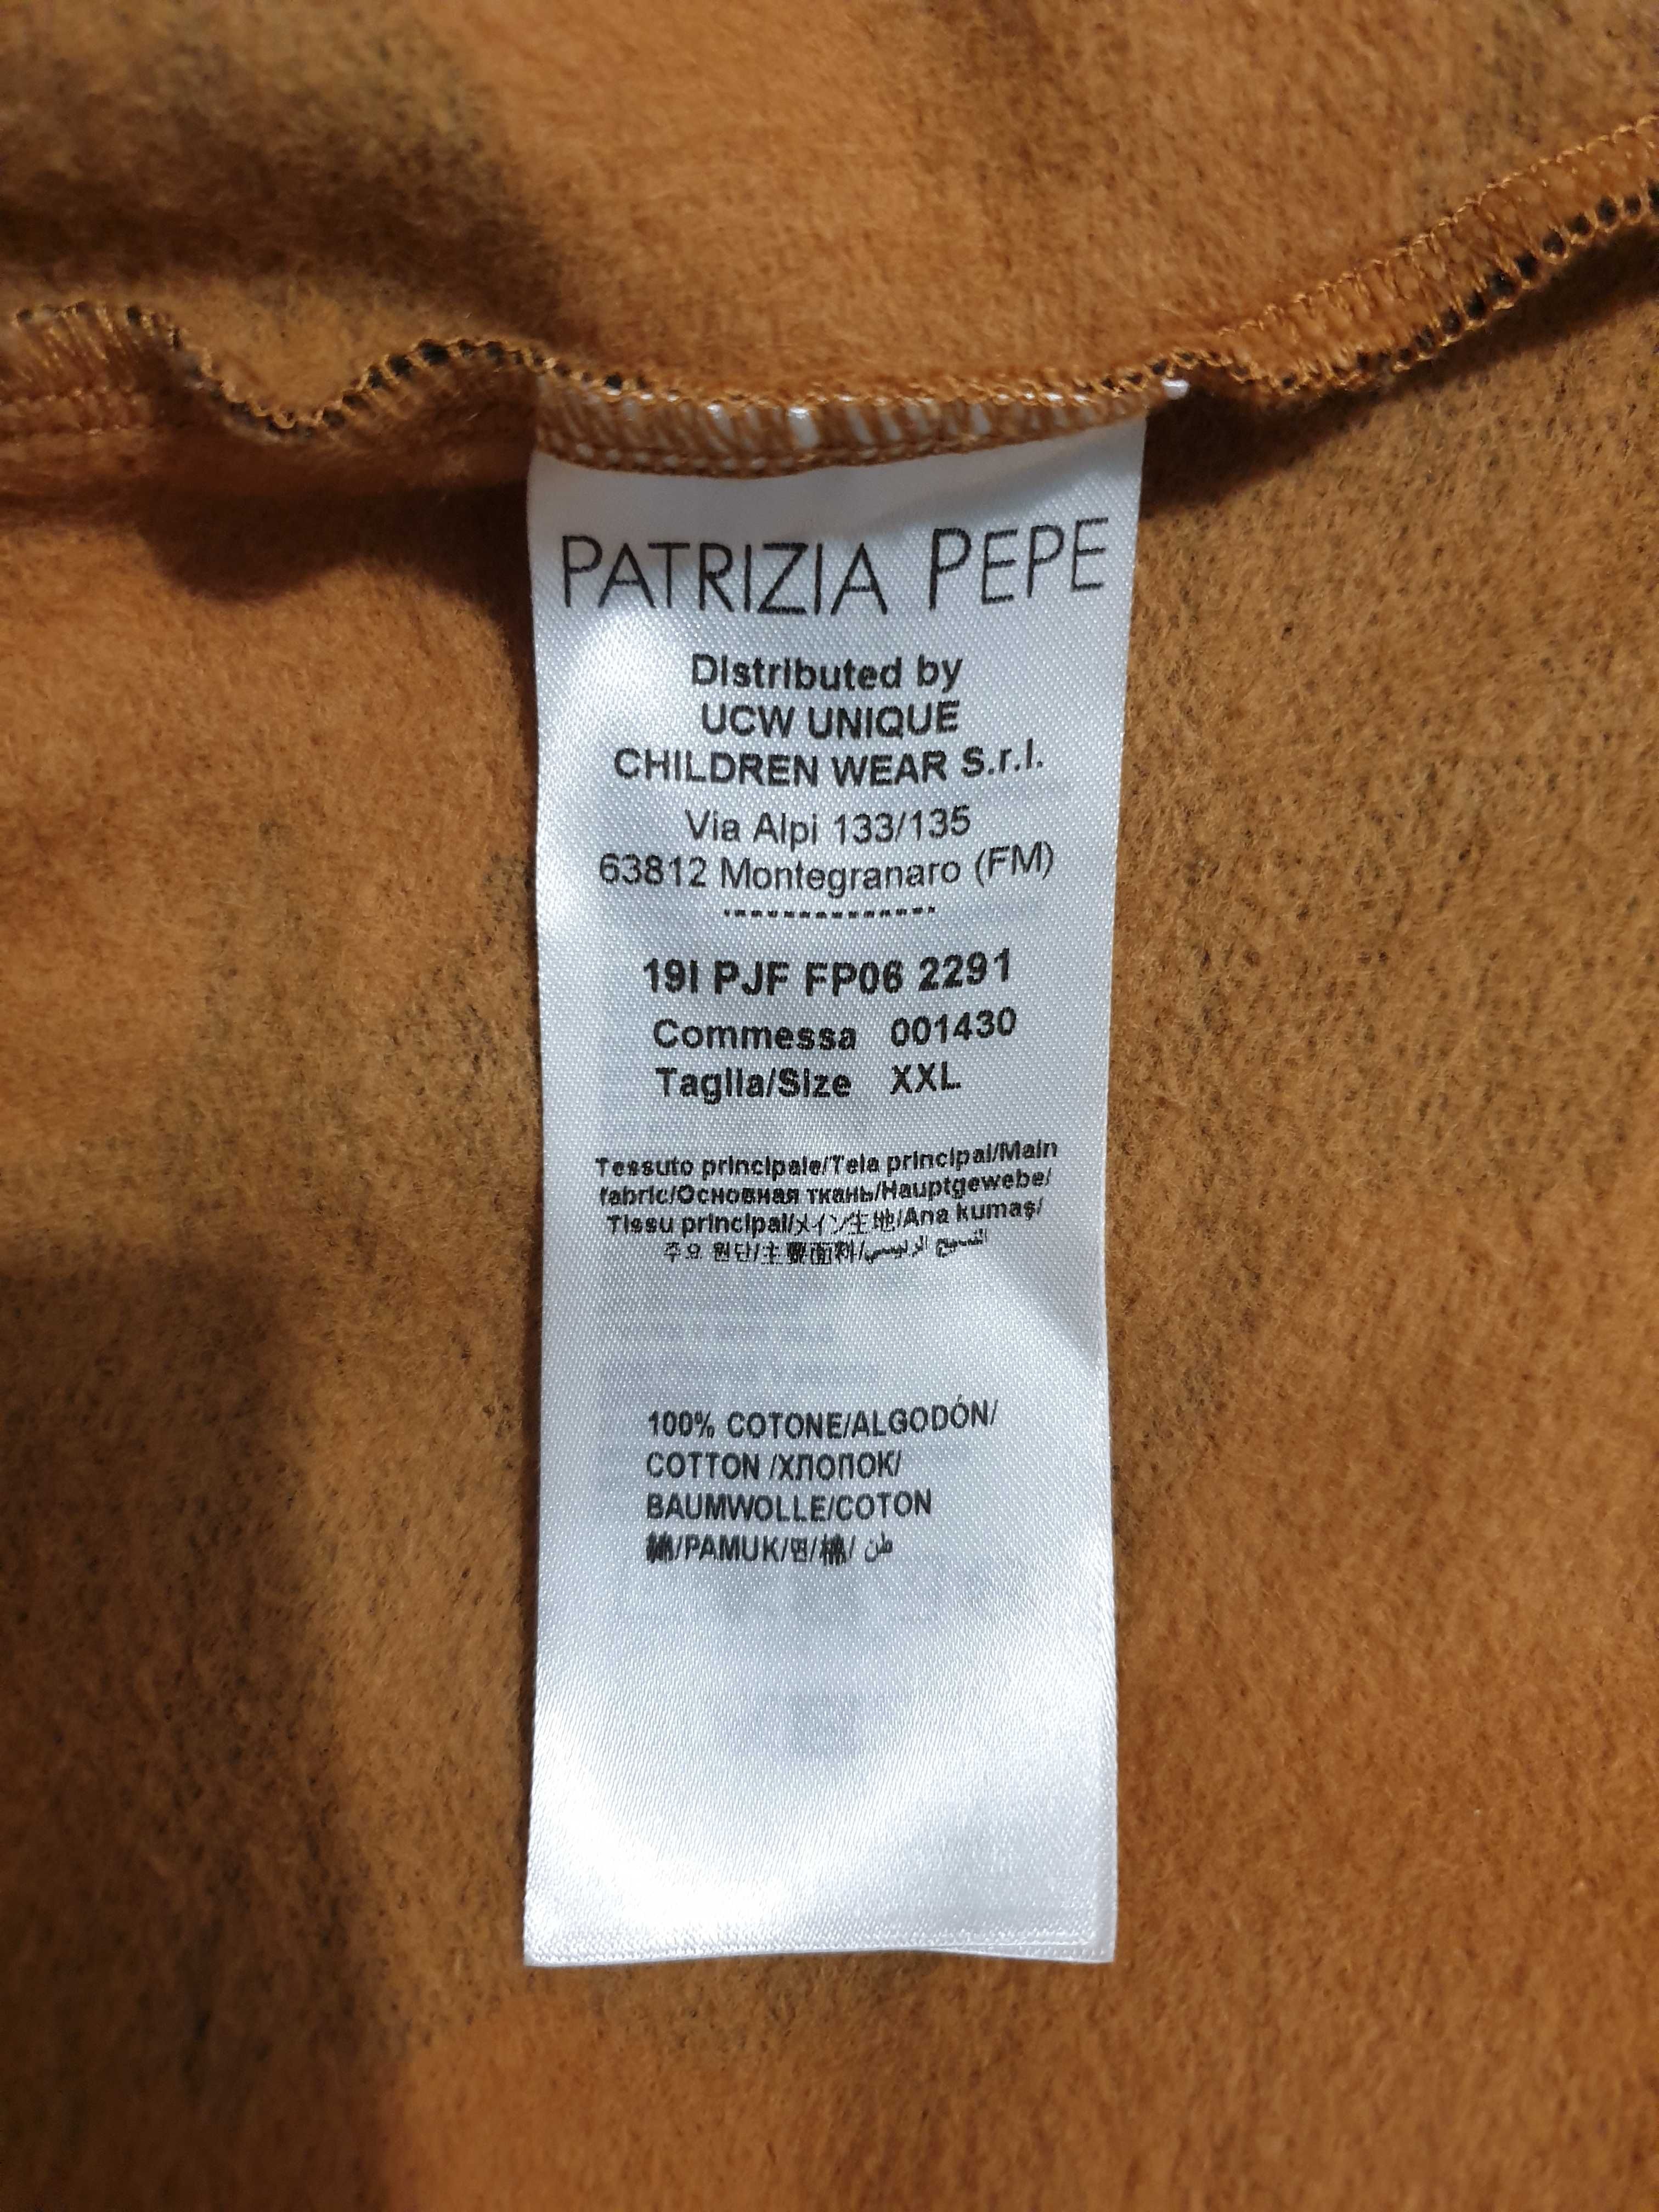 PATRIZIA PEPE
Distributed by
UCW UNIQUE
CHILDREN WEAR S.r.l.
Via Alpi 133/135
63812 Montegranaro (FM)
19I PJF FP06 2291
Commessa 001430
Taglia/Size XXL
Tessuto principale/Tela principal/Main
fabric/Основная ткань/Hauptgewebe/
Tissu principal/メイン生地/Ana kumaş/
주요 원단/主要面料/النسيج الرئيسي
100% COTONE/ALGODÓN/
COTTON /ХЛОПОК/
BAUMWOLLE/COTON
綿/PAMUK/면/棉/ طن